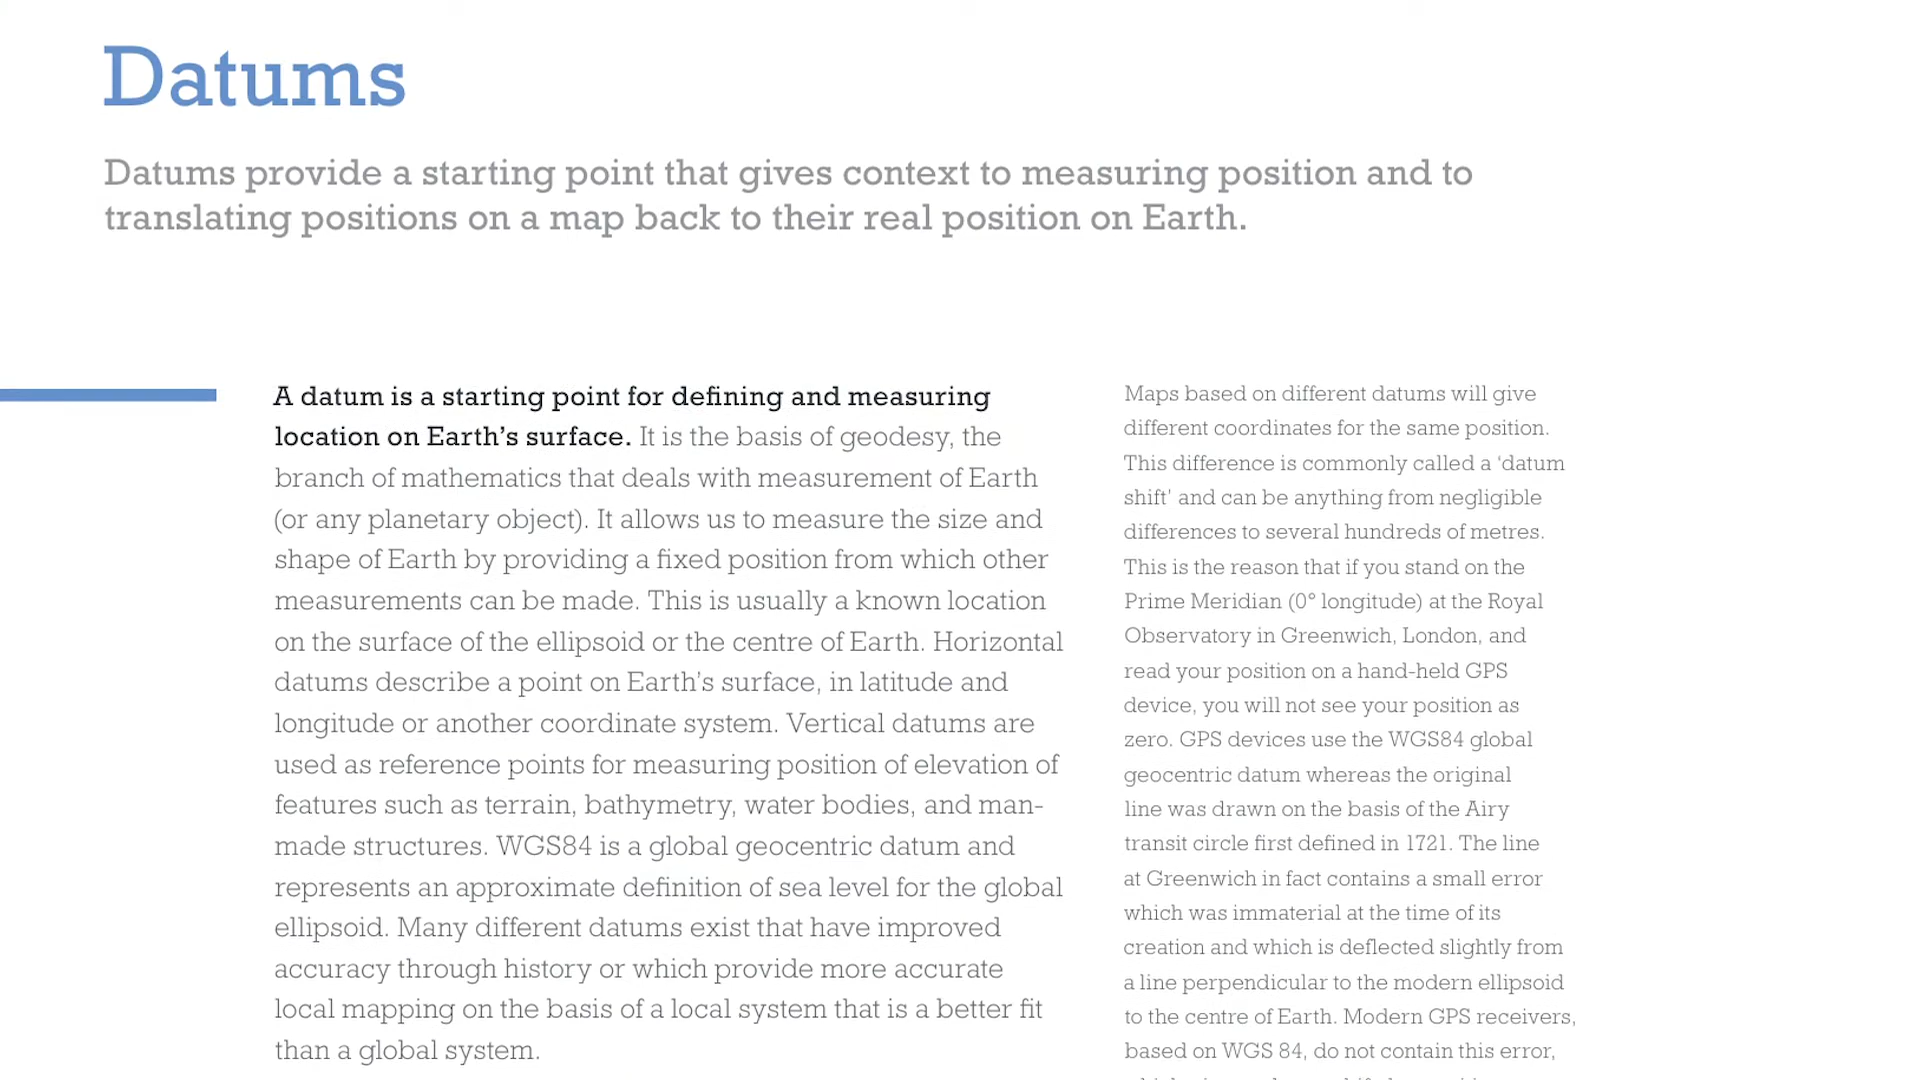 Datums
Datums provide a starting point that gives context to measuring position and to
translating positions on a map back to their real position on Earth.
A datum is a starting point for defining and measuring
location on Earth's surface. It is the basis of geodesy, the
branch of mathematics that deals with measurement of Earth
(or any planetary object). It allows us to measure the size and
shape of Earth by providing a fixed position from which other
measurements can be made. This is usually a known location
on the surface of the ellipsoid or the centre of Earth. Horizontal
datums describe a point on Earth's surface, in latitude and
longitude or another coordinate system. Vertical datums are
used as reference points for measuring position of elevation of
features such as terrain, bathymetry, water bodies, and man-
made structures. WGS84 is a global geocentric datum and
represents an approximate definition of sea level for the global
ellipsoid. Many different datums exist that have improved
accuracy through history or which provide more accurate
local mapping on the basis of a local system that is a better fit
than a global system.
Maps based on different datums will give
different coordinates for the same position.
This difference is commonly called a ‘datum
shift’ and can be anything from negligible
differences to several hundreds of metres.
This is the reason that if you stand on the
Prime Meridian (0° longitude) at the Royal
Observatory in Greenwich, London, and
read your position on a hand-held GPS
device, you will not see your position as
zero. GPS devices use the WGS84 global
geocentric datum whereas the original
line was drawn on the basis of the Airy
transit circle first defined in 1721. The line
at Greenwich in fact contains a small error
which was immaterial at the time of its
creation and which is deflected slightly from
a line perpendicular to the modern ellipsoid
to the centre of Earth. Modern GPS receivers,
based on WGS 84, do not contain this error,